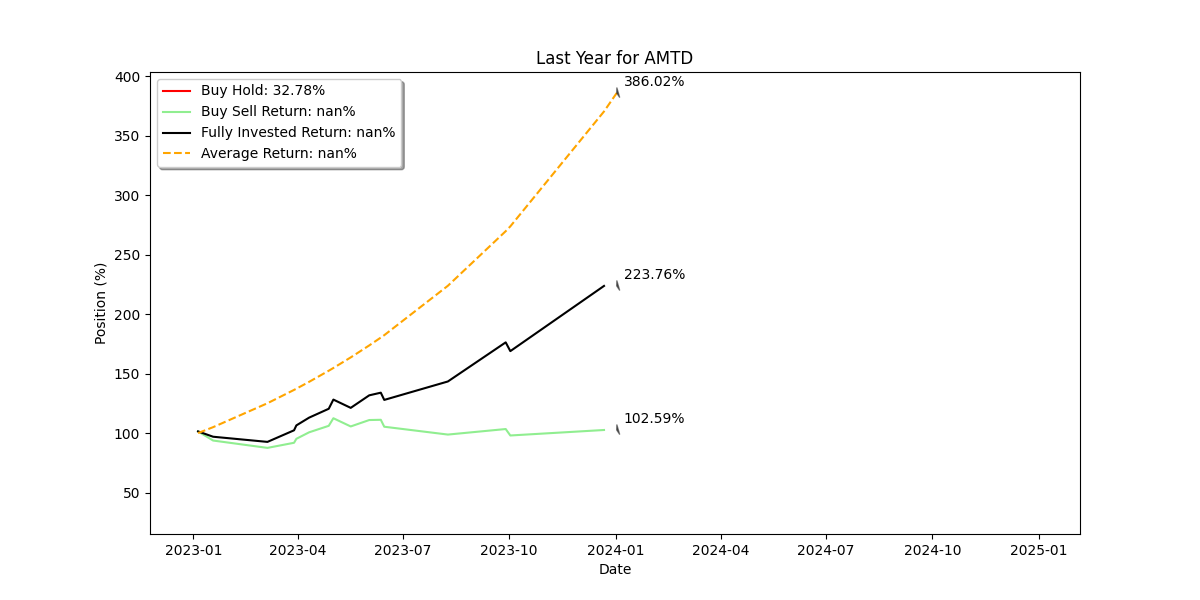 Last Year for AMTD
400
350
300
250
200
150
100
50
Position (%)
Buy Hold: 32.78%
Buy Sell Return: nan%
Fully Invested Return: nan%
Average Return: nan%
386.02%
223.76%
102.59%
2023-01
2023-04
2023-07
2023-10
2024-01
2024-04
2024-07
2024-10
2025-01
Date